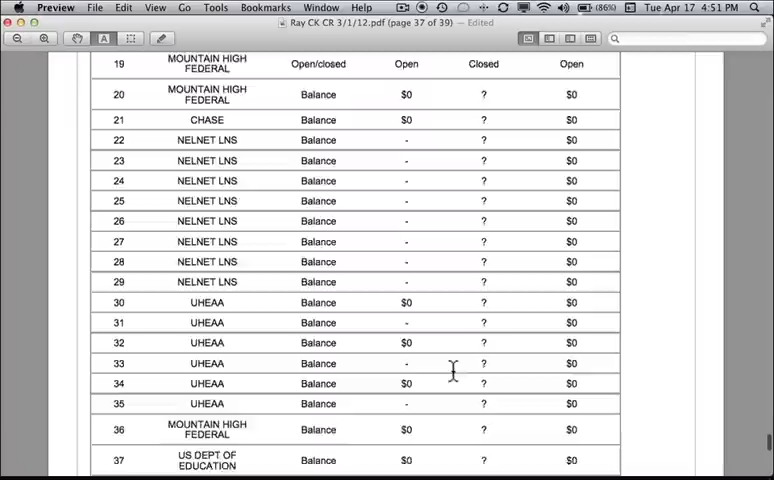 Preview File Edit View Go Tools Bookmarks Window Help (86%) Tue Apr 17 4:51 PM
Ray CK CR 3/1/12.pdf (page 37 of 39) — Edited
19 MOUNTAIN HIGH FEDERAL Open/closed Open Closed Open
20 MOUNTAIN HIGH FEDERAL Balance $0 ? $0
21 CHASE Balance $0 ? $0
22 NELNET LNS Balance - ? $0
23 NELNET LNS Balance - ? $0
24 NELNET LNS Balance - ? $0
25 NELNET LNS Balance - ? $0
26 NELNET LNS Balance - ? $0
27 NELNET LNS Balance - ? $0
28 NELNET LNS Balance - ? $0
29 NELNET LNS Balance - ? $0
30 UHEAA Balance $0 ? $0
31 UHEAA Balance - ? $0
32 UHEAA Balance $0 ? $0
33 UHEAA Balance - ? $0
34 UHEAA Balance $0 ? $0
35 UHEAA Balance - ? $0
36 MOUNTAIN HIGH FEDERAL Balance $0 ? $0
37 US DEPT OF EDUCATION Balance $0 ? $0